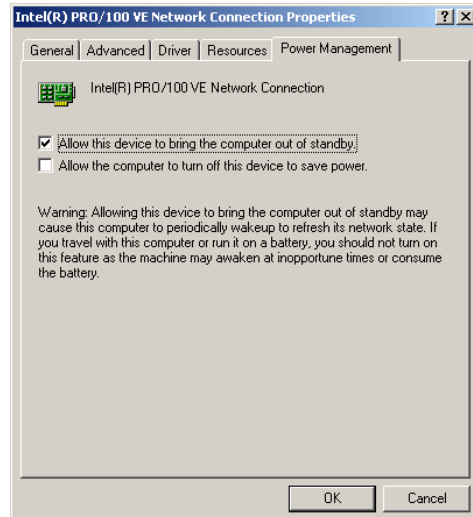 Intel(R) PRO/100 VE Network Connection Properties
General Advanced Driver Resources Power Management
Intel(R) PRO/100 VE Network Connection
Allow this device to bring the computer out of standby.
Allow the computer to turn off this device to save power.
Warning: Allowing this device to bring the computer out of standby may
cause this computer to periodically wakeup to refresh its network state. If
you travel with this computer or run it on a battery, you should not turn on
this feature as the machine may awaken at inopportune times or consume
the battery.
OK Cancel